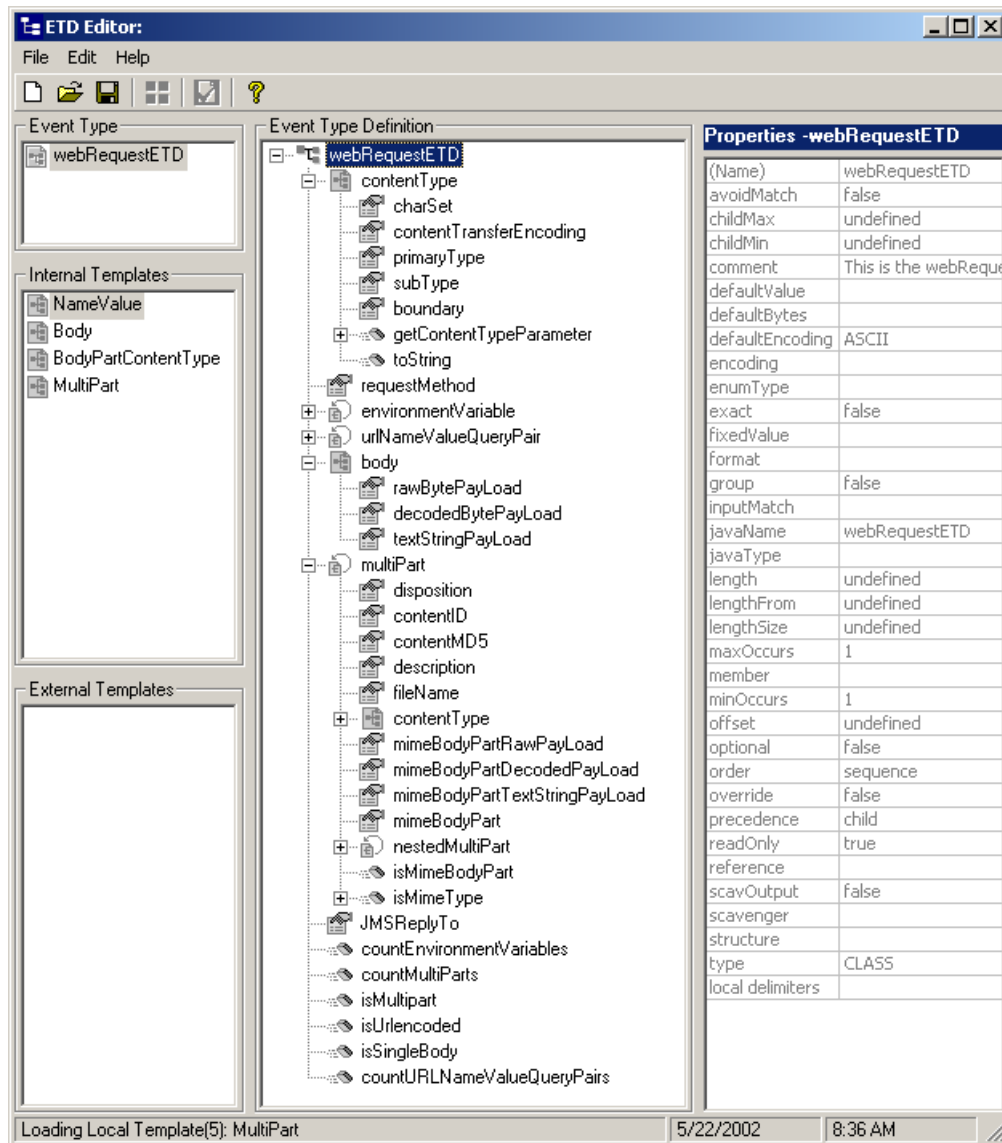 ETD Editor:
File Edit Help
Event Type
webRequestETD
Internal Templates
NameValue
Body
BodyPartContentType
MultiPart
External Templates
Event Type Definition
webRequestETD
contentType
charSet
contentTransferEncoding
primaryType
subType
boundary
getContentTypeParameter
toString
requestMethod
environmentVariable
urlNameValueQueryPair
body
rawBytePayLoad
decodedBytePayLoad
textStringPayLoad
multiPart
disposition
contentID
contentMD5
description
fileName
contentType
mimeBodyPartRawPayLoad
mimeBodyPartDecodedPayLoad
mimeBodyPartTextStringPayLoad
mimeBodyPart
nestedMultiPart
isMimeBodyPart
isMimeType
JMSReplyTo
countEnvironmentVariables
countMultiParts
isMultipart
isUrlencoded
isSingleBody
countURLNameValueQueryPairs
Properties -webRequestETD
(Name) webRequestETD
avoidMatch false
childMax undefined
childMin undefined
comment This is the webReque
defaultValue
defaultBytes
defaultEncoding ASCII
encoding
enumType
exact false
fixedValue
format
group false
inputMatch
javaName webRequestETD
javaType
length undefined
lengthFrom undefined
lengthSize undefined
maxOccurs 1
member
minOccurs 1
offset undefined
optional false
order sequence
override false
precedence child
readOnly true
reference
scavOutput false
scavenger
structure
type CLASS
local delimiters
Loading Local Template(5): MultiPart 5/22/2002 8:36 AM